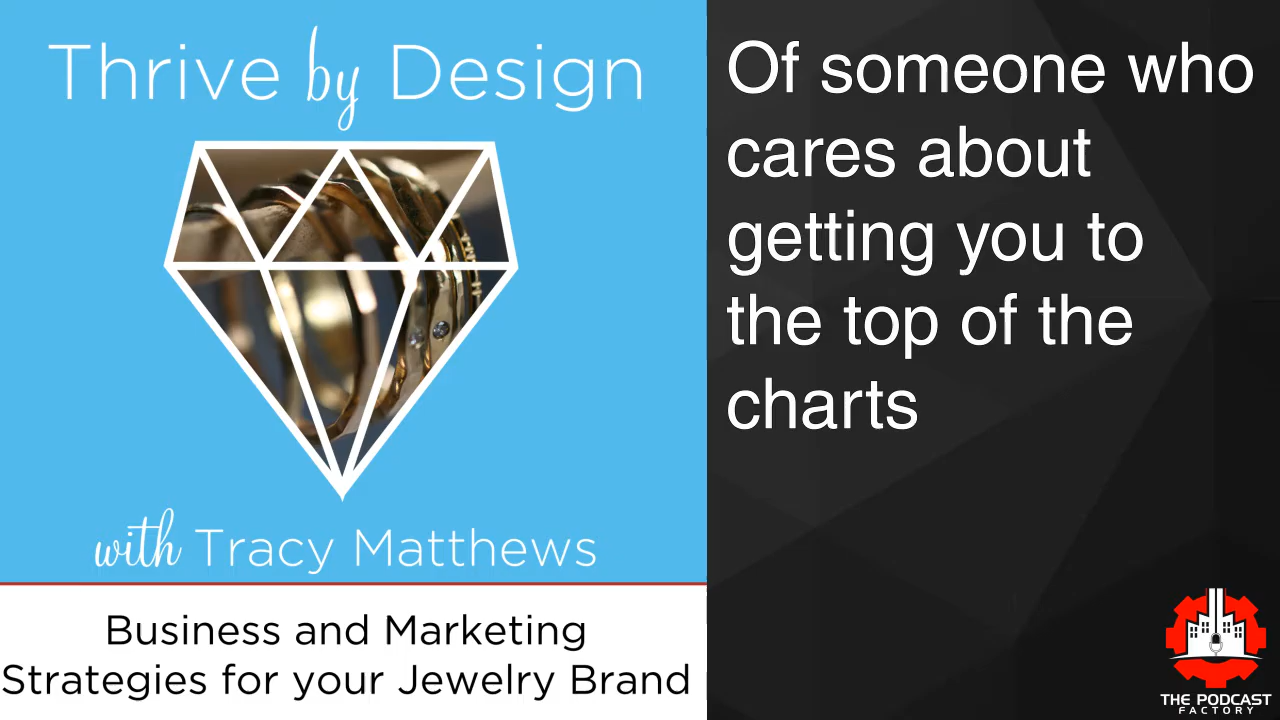 Thrive by Design
with Tracy Matthews
Business and Marketing
Strategies for your Jewelry Brand
Of someone who
cares about
getting you to
the top of the
charts
THE PODCAST
FACTORY